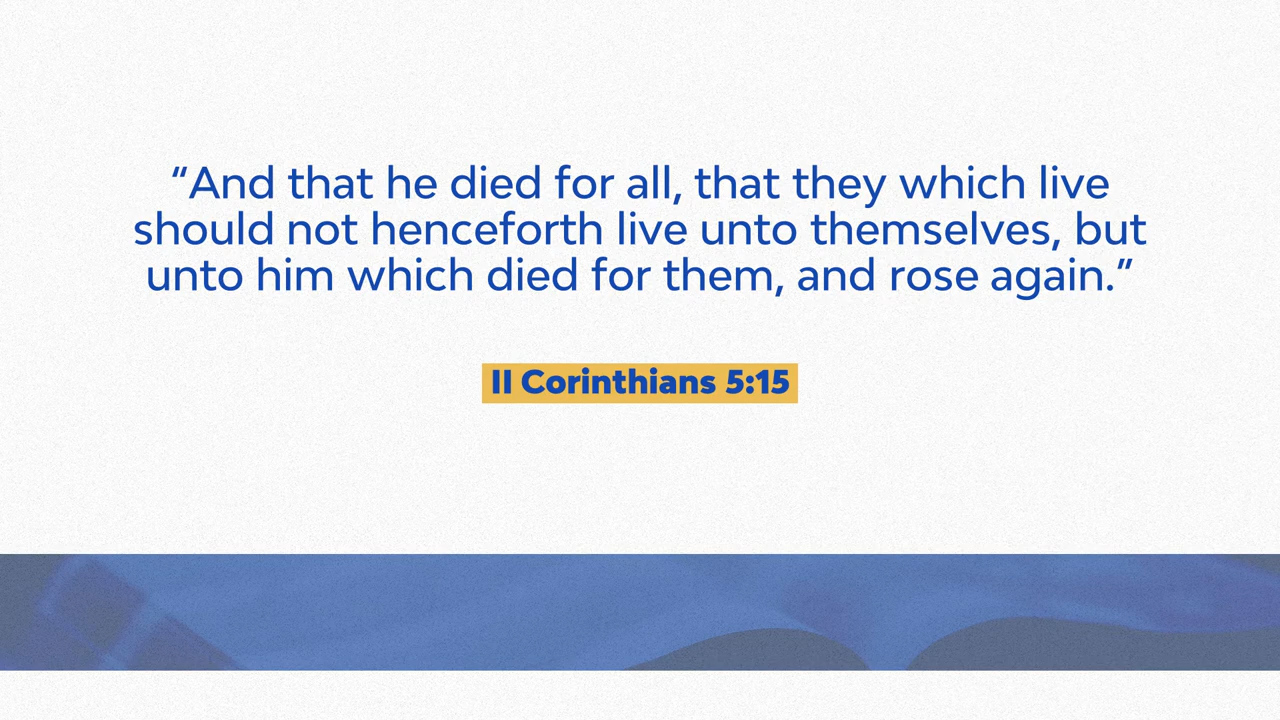 “And that he died for all, that they which live
should not henceforth live unto themselves, but
unto him which died for them, and rose again.”
II Corinthians 5:15